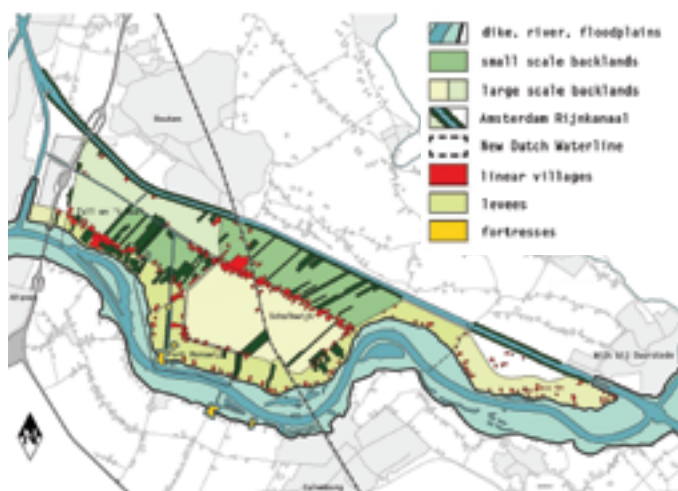 dike, river, floodplains
small scale backlands
large scale backlands
Amsterdam Rijnkanaal
New Dutch Waterline
linear villages
levees
fortresses
Houten
Schalkwijk
Wijk bij Duurstede
Culemborg